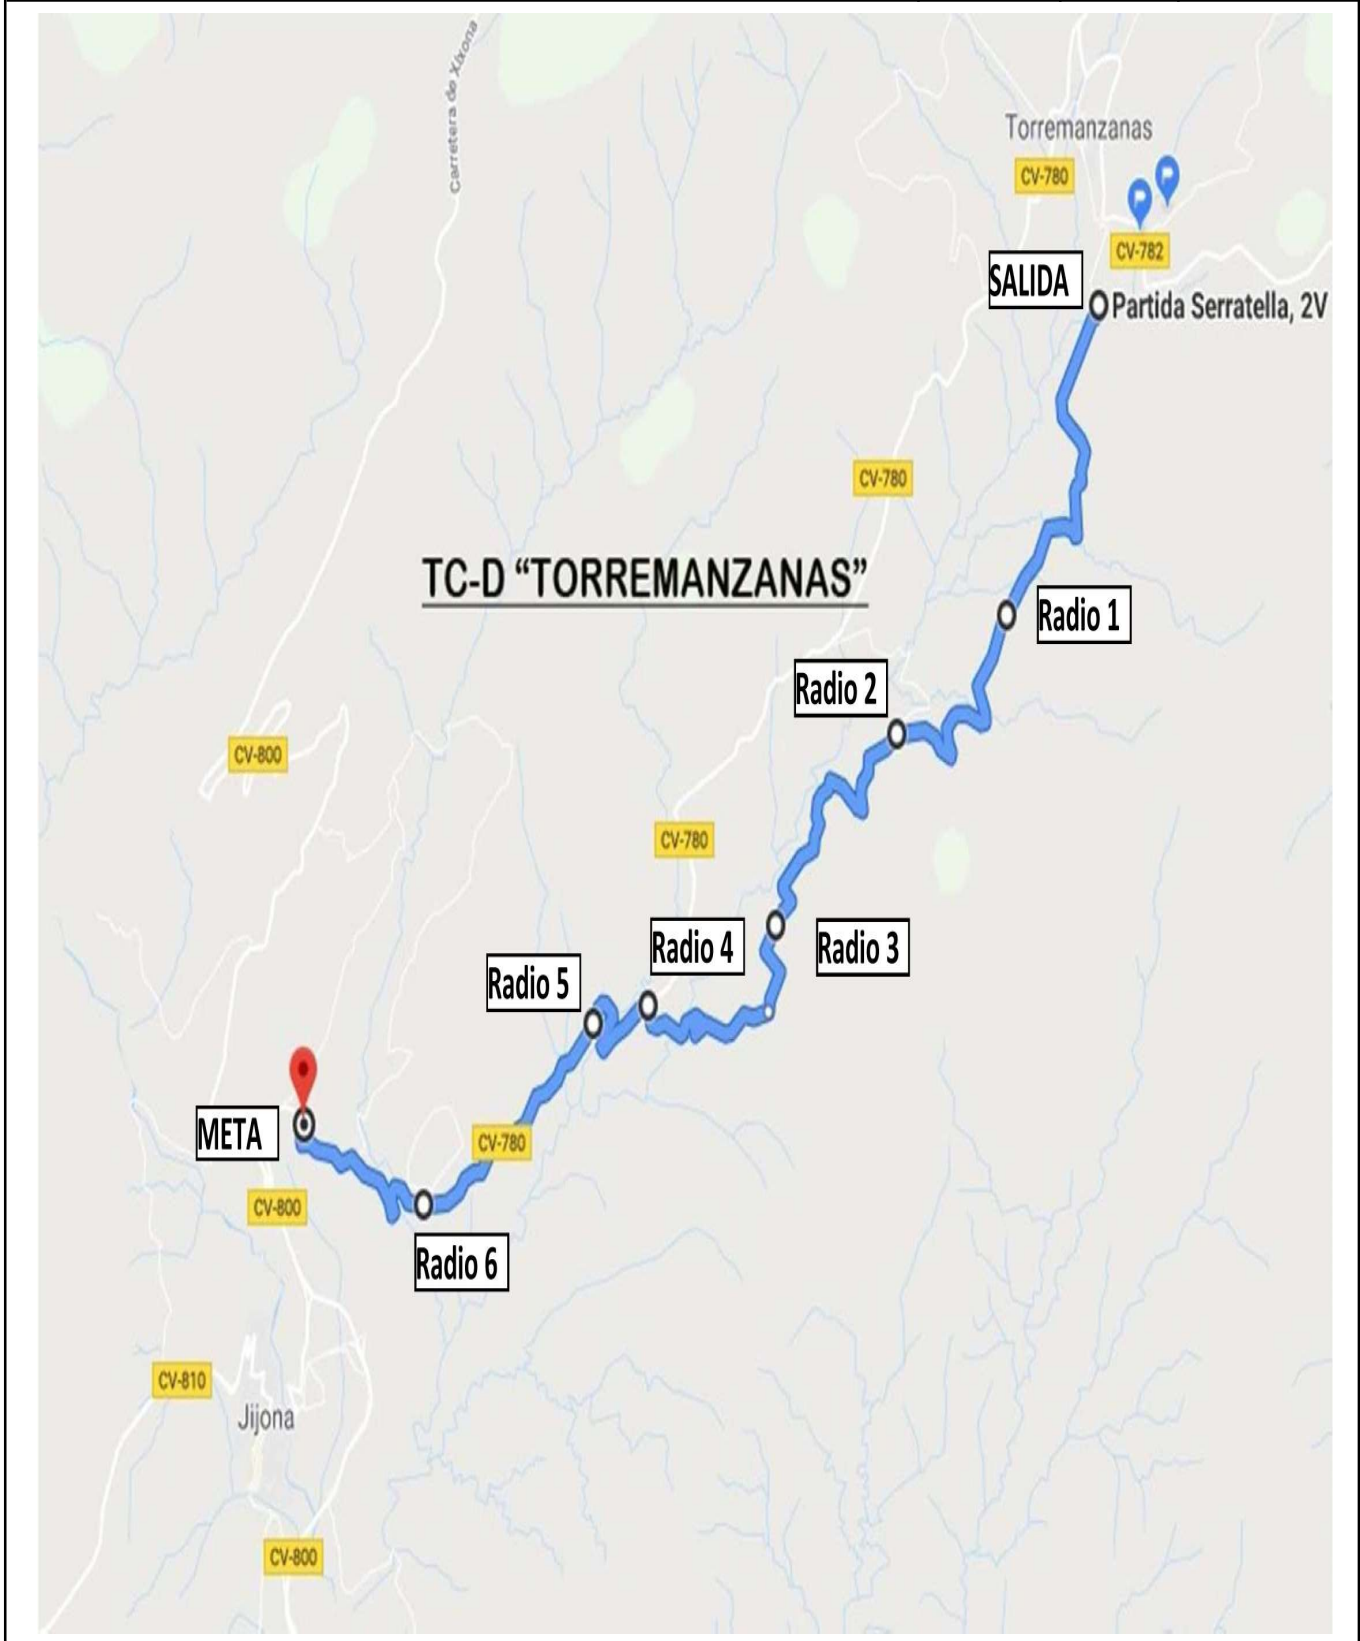 Carretera de Xixona
Torremanzanas
CV-780
CV-782
SALIDA
Partida Serratella, 2V
CV-780
TC-D “TORREMANZANAS”
Radio 1
Radio 2
CV-800
CV-780
Radio 4
Radio 3
Radio 5
META
CV-780
CV-800
Radio 6
CV-810
Jijona
CV-800